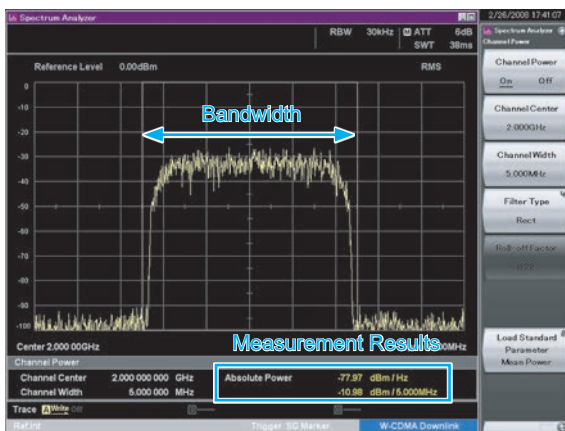 Spectrum Analyzer
2/26/2008 17:41:07
RBW 30kHz ATT 6dB
SWT 38ms
Spectrum Analyzer
Channel Power
Reference Level 0.00dBm
RMS
Channel Power
On Off
0
-10
-20
-30
-40
-50
-60
-70
-80
-90
-100
Bandwidth
Channel Center
2.000GHz
Channel Width
5.000MHz
Filter Type
Rect
Roll-off Factor
0.22
Load Standard
Parameter
Mean Power
Center 2.000 00GHz
Measurement Results
Channel Power
Channel Center 2.000 000 000 GHz
Absolute Power -77.97 dBm / Hz
Channel Width 5.000 000 MHz
-10.98 dBm / 5.000MHz
Trace A Write Off
Ref.Int
Trigger SG Marker
W-CDMA Downlink